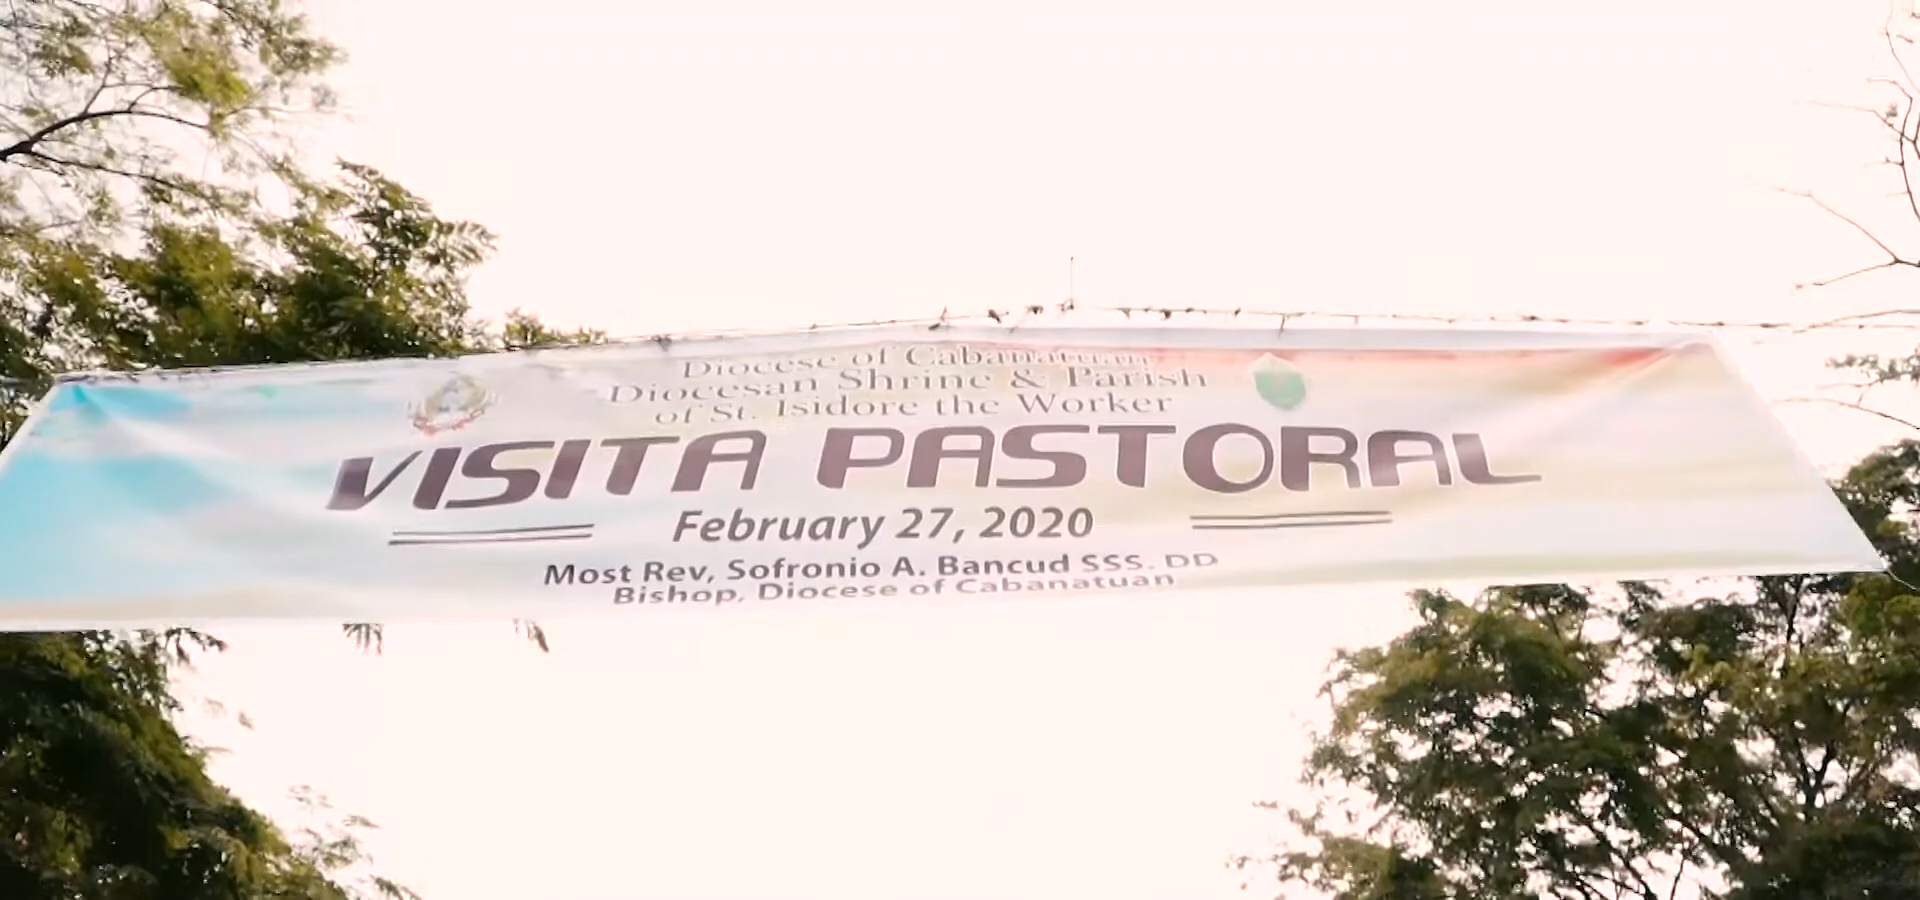 Diocese of Cabanatuan
Diocesan Shrine & Parish
of St. Isidore the Worker
VISITA PASTORAL
February 27, 2020
Most Rev, Sofronio A. Bancud SSS. DD
Bishop, Diocese of Cabanatuan